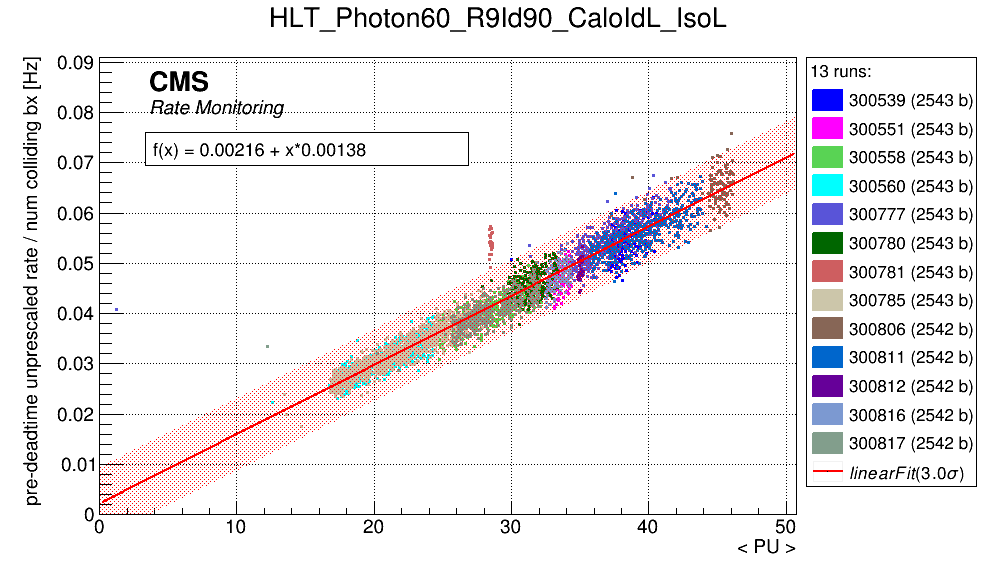 HLT_Photon60_R9Id90_CaloIdL_IsoL
pre-deadtime unprescaled rate / num colliding bx [Hz]
0.09
0.08
0.07
0.06
0.05
0.04
0.03
0.02
0.01
0
CMS
Rate Monitoring
f(x) = 0.00216 + x*0.00138
0 10 20 30 40 50
< PU >
13 runs:
300539 (2543 b)
300551 (2543 b)
300558 (2543 b)
300560 (2543 b)
300777 (2543 b)
300780 (2543 b)
300781 (2543 b)
300785 (2543 b)
300806 (2542 b)
300811 (2542 b)
300812 (2542 b)
300816 (2542 b)
300817 (2542 b)
linearFit(3.0σ)